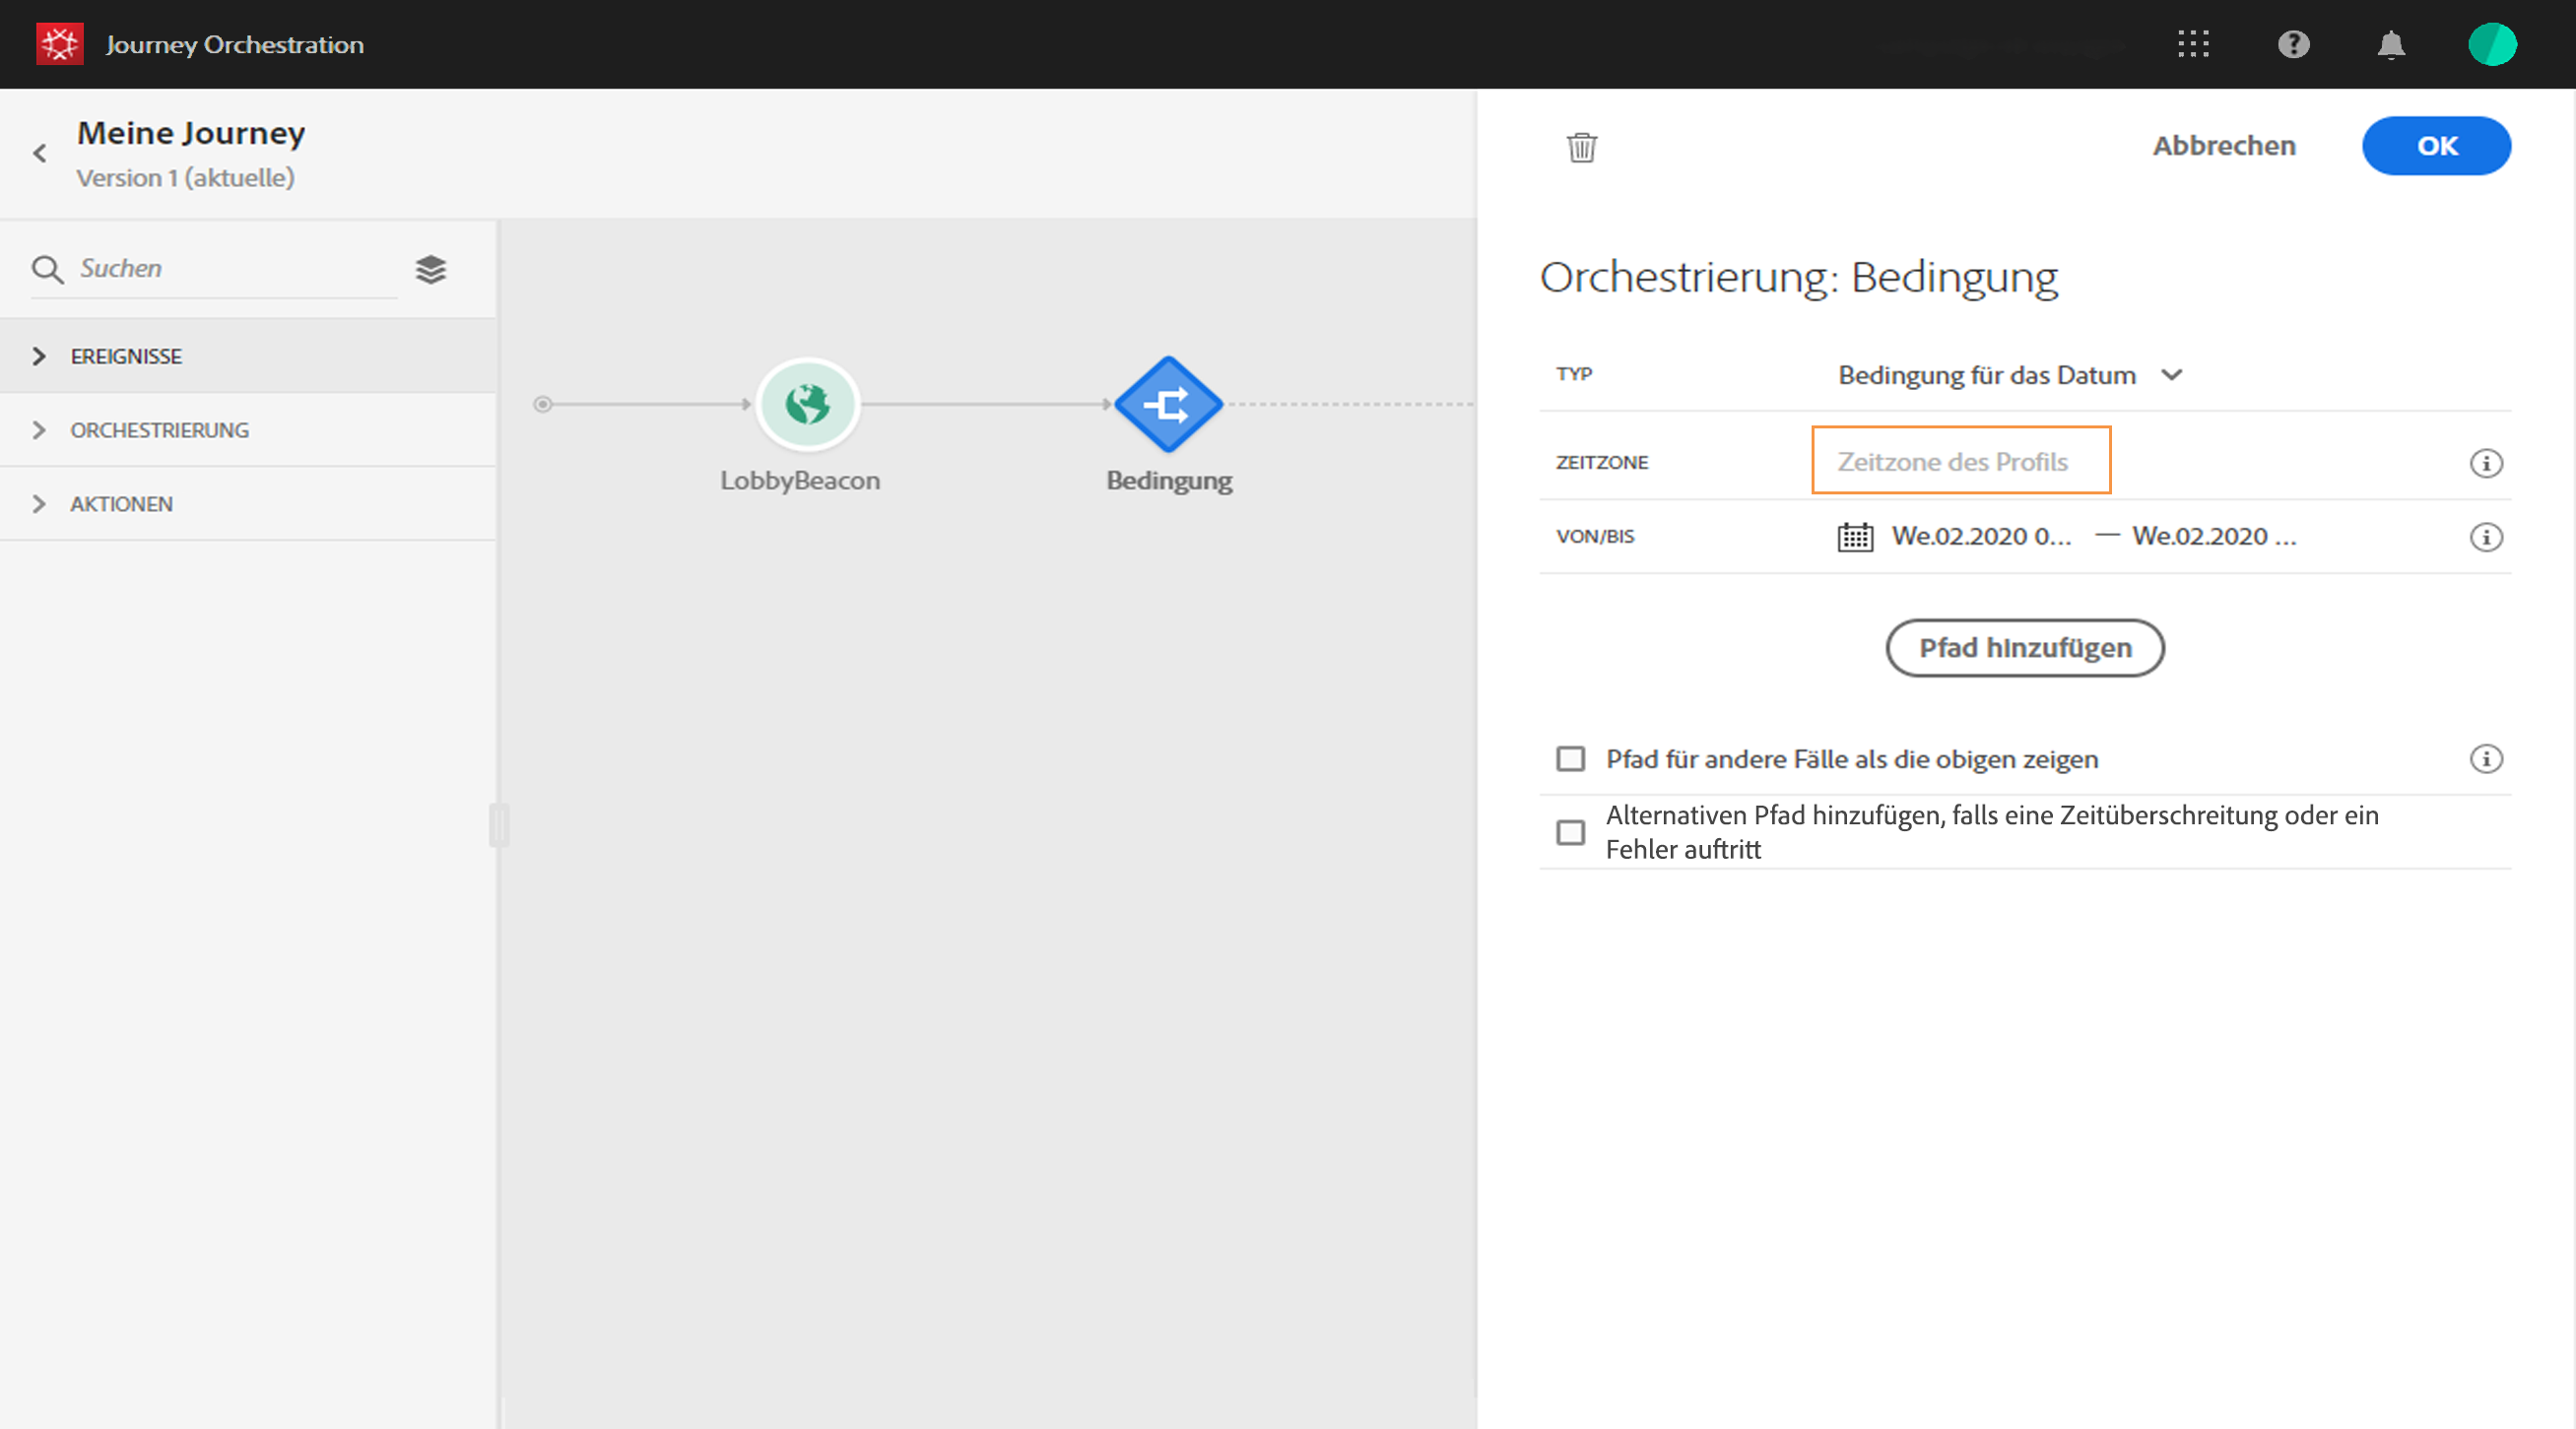 Journey Orchestration
Meine Journey
Version 1 (aktuelle)
Abbrechen
OK
Suchen
EREIGNISSE
ORCHESTRIERUNG
AKTIONEN
LobbyBeacon
Bedingung
Orchestrierung: Bedingung
TYP
Bedingung für das Datum
ZEITZONE
Zeitzone des Profils
VON/BIS
We.02.2020 0... — We.02.2020 ...
Pfad hinzufügen
Pfad für andere Fälle als die obigen zeigen
Alternativen Pfad hinzufügen, falls eine Zeitüberschreitung oder ein
Fehler auftritt